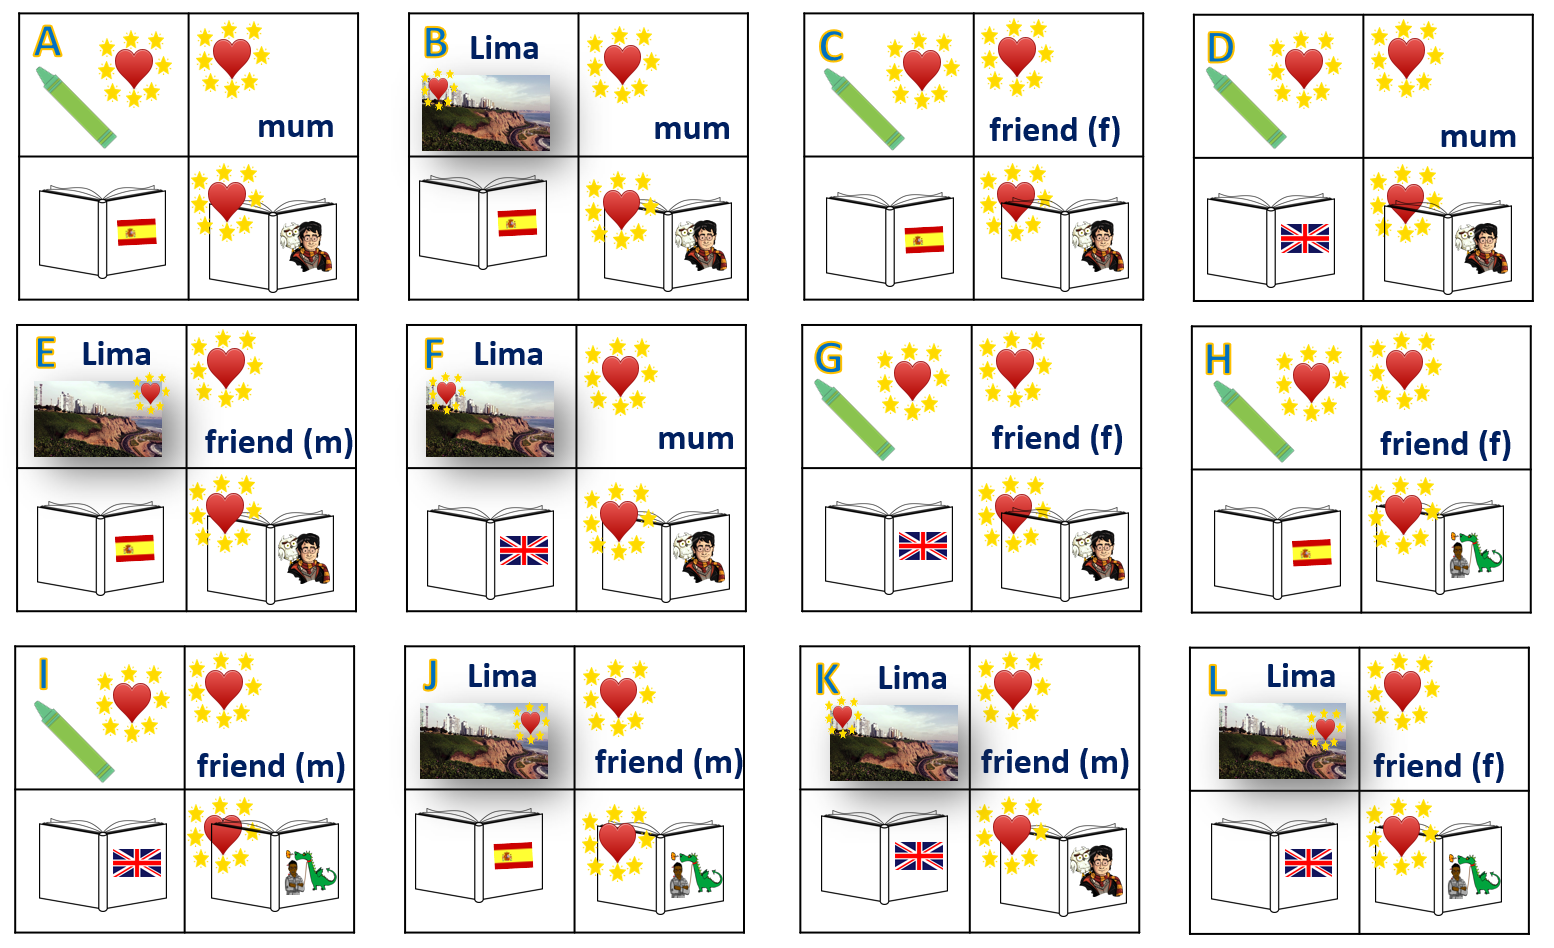 A
mum
B Lima
mum
C
friend (f)
D
mum
E Lima
friend (m)
F Lima
mum
G
friend (f)
H
friend (f)
I
friend (m)
J Lima
friend (m)
K Lima
friend (m)
L Lima
friend (f)